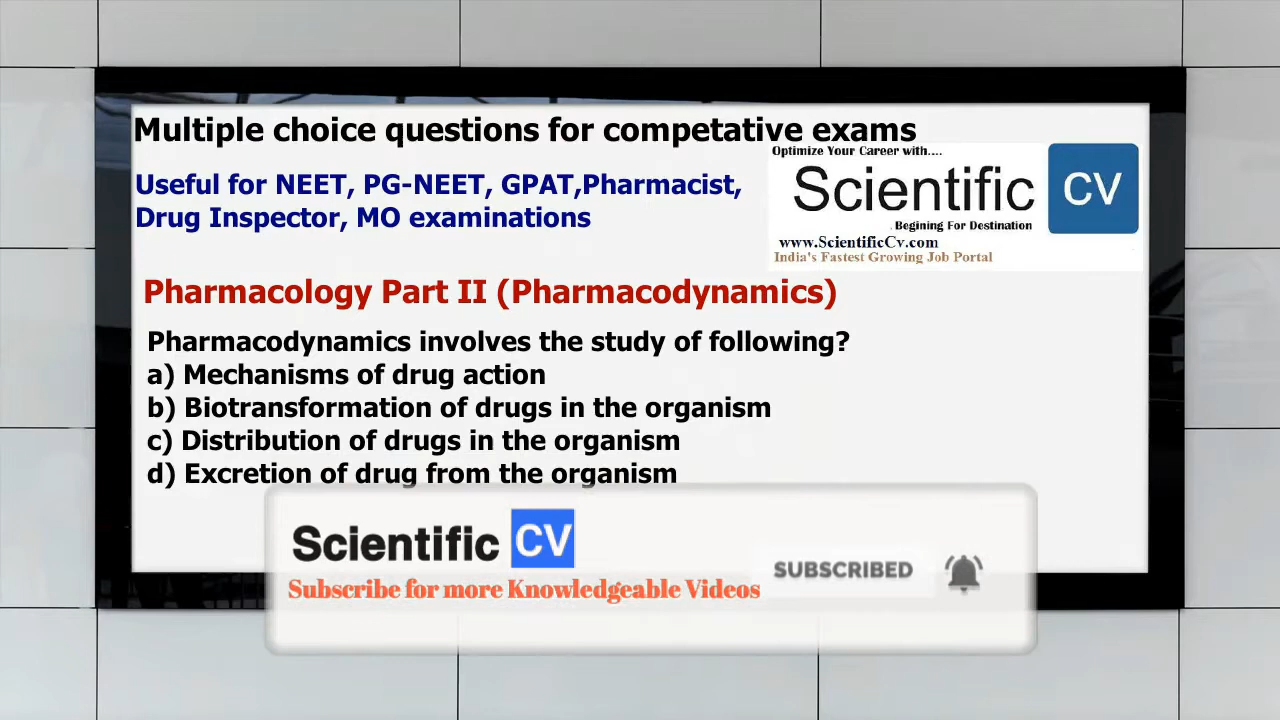 Multiple choice questions for competative exams
Optimize Your Career with....
Useful for NEET, PG-NEET, GPAT,Pharmacist,
Drug Inspector, MO examinations
Scientific CV
. Begining For Destination
www.ScientificCv.com
India's Fastest Growing Job Portal
Pharmacology Part II (Pharmacodynamics)
Pharmacodynamics involves the study of following?
a) Mechanisms of drug action
b) Biotransformation of drugs in the organism
c) Distribution of drugs in the organism
d) Excretion of drug from the organism
Scientific CV
Subscribe for more Knowledgeable Videos
SUBSCRIBED